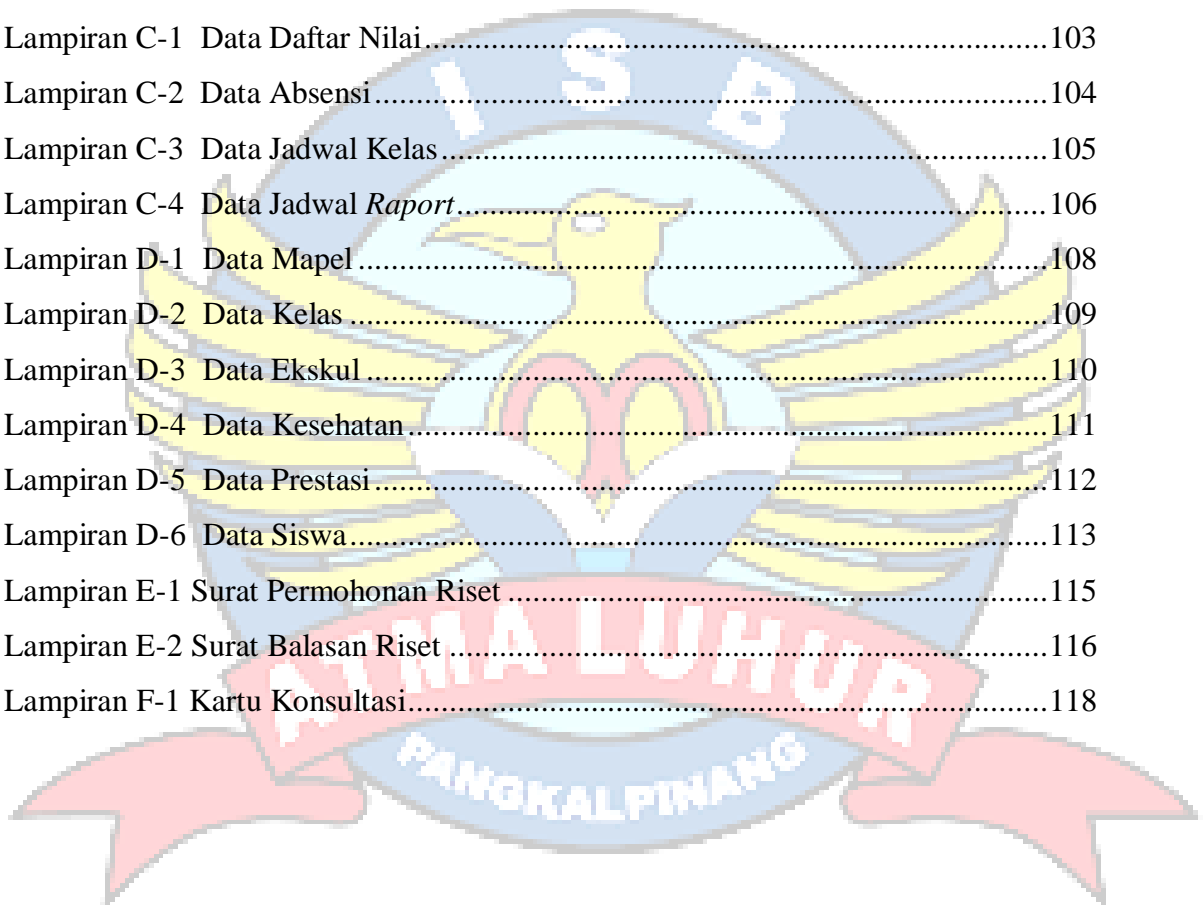 I S B
Lampiran C-1 Data Daftar Nilai..........103
Lampiran C-2 Data Absensi..........104
Lampiran C-3 Data Jadwal Kelas..........105
Lampiran C-4 Data Jadwal Raport..........106
Lampiran D-1 Data Mapel..........108
Lampiran D-2 Data Kelas..........109
Lampiran D-3 Data Ekskul..........110
Lampiran D-4 Data Kesehatan..........111
Lampiran D-5 Data Prestasi..........112
Lampiran D-6 Data Siswa..........113
Lampiran E-1 Surat Permohonan Riset..........115
Lampiran E-2 Surat Balasan Riset..........116
Lampiran F-1 Kartu Konsultasi..........118
ATMA LUHUR
PANGKALPINANG